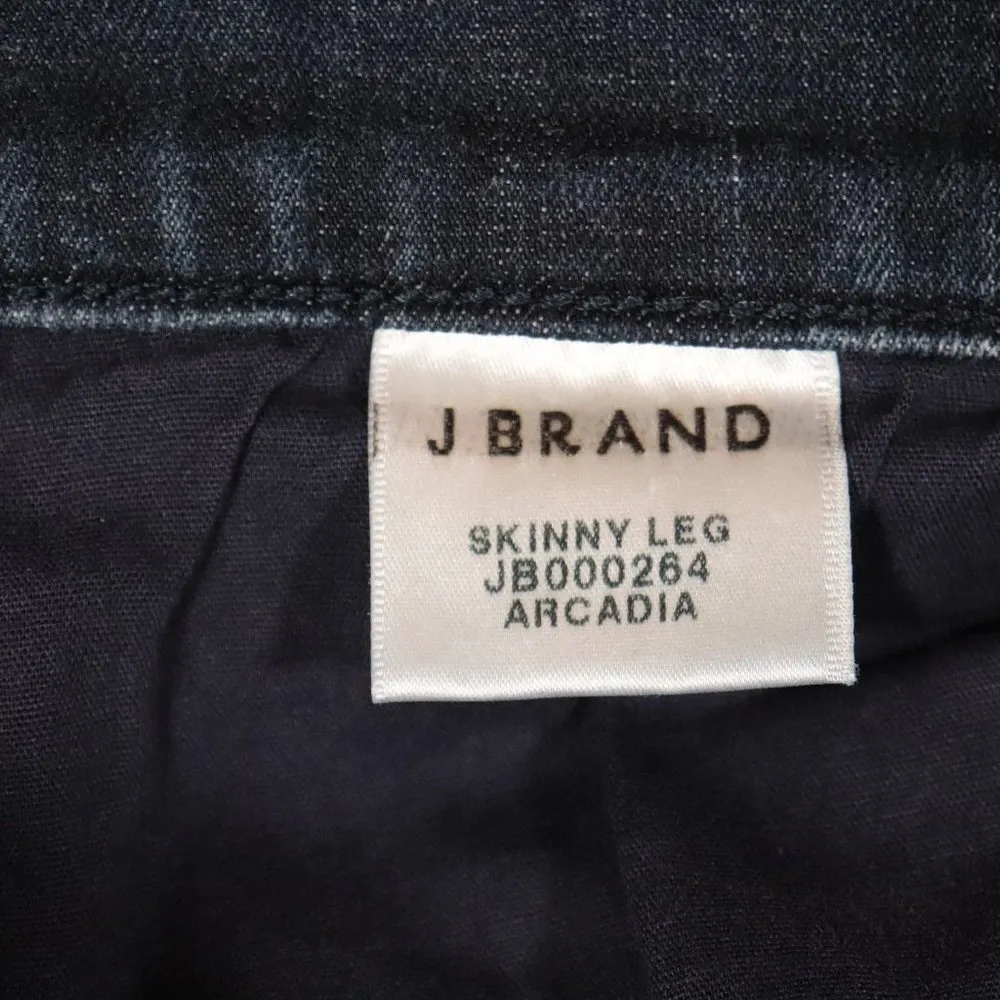 J BRAND
SKINNY LEG
JB000264
ARCADIA